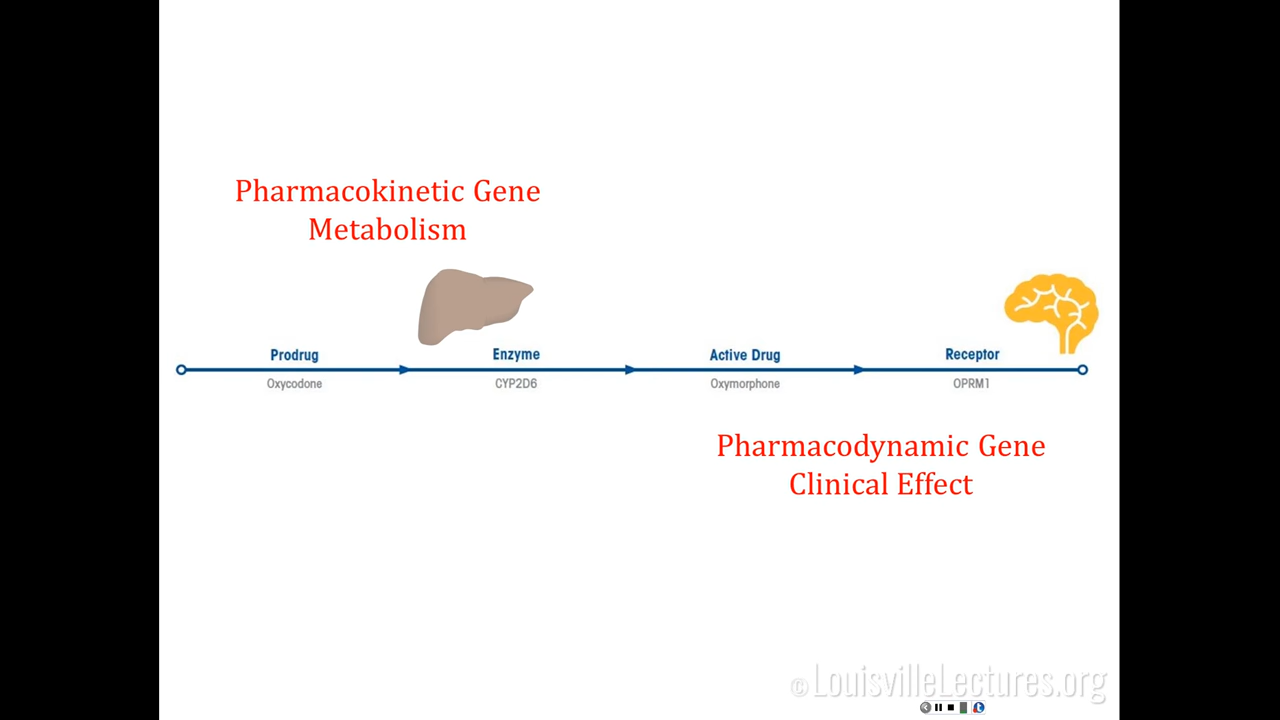 Pharmacokinetic Gene
Metabolism
Prodrug
Enzyme
Active Drug
Receptor
Oxycodone
CYP2D6
Oxymorphone
OPRM1
Pharmacodynamic Gene
Clinical Effect
© LouisvilleLectures.org